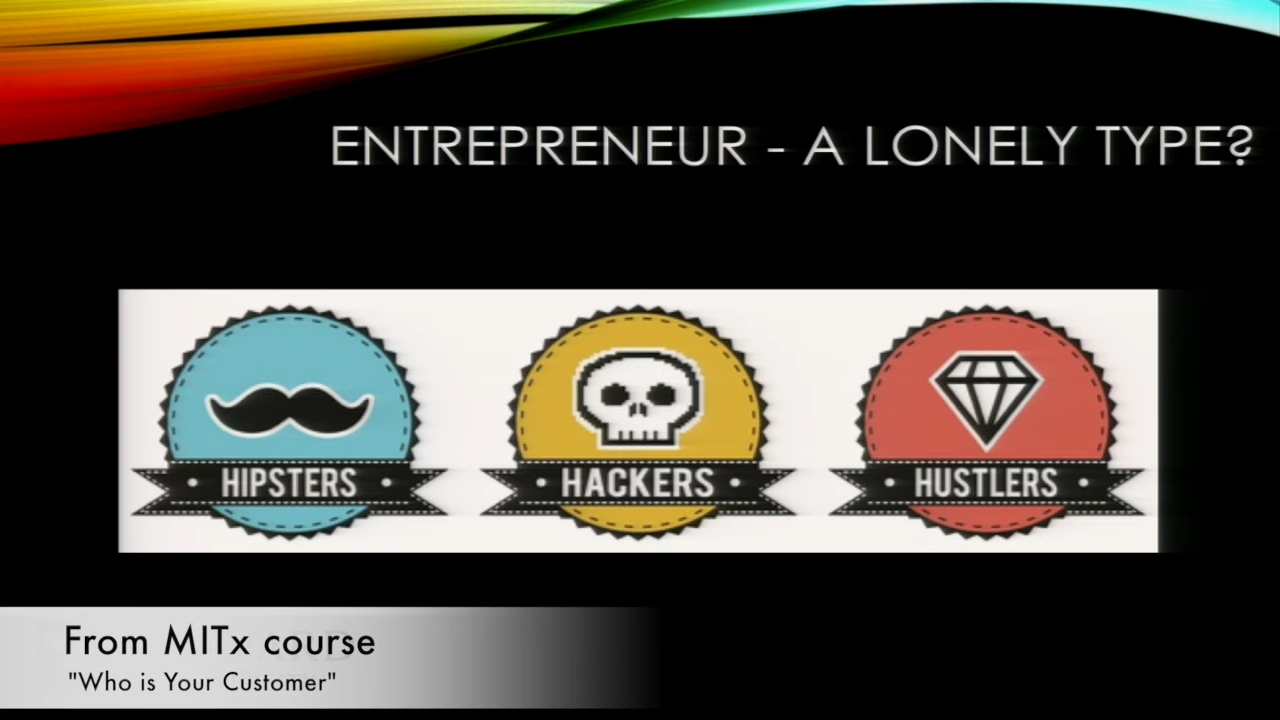 ENTREPRENEUR - A LONELY TYPE?
• HIPSTERS •
• HACKERS •
• HUSTLERS •
From MITx course
"Who is Your Customer"